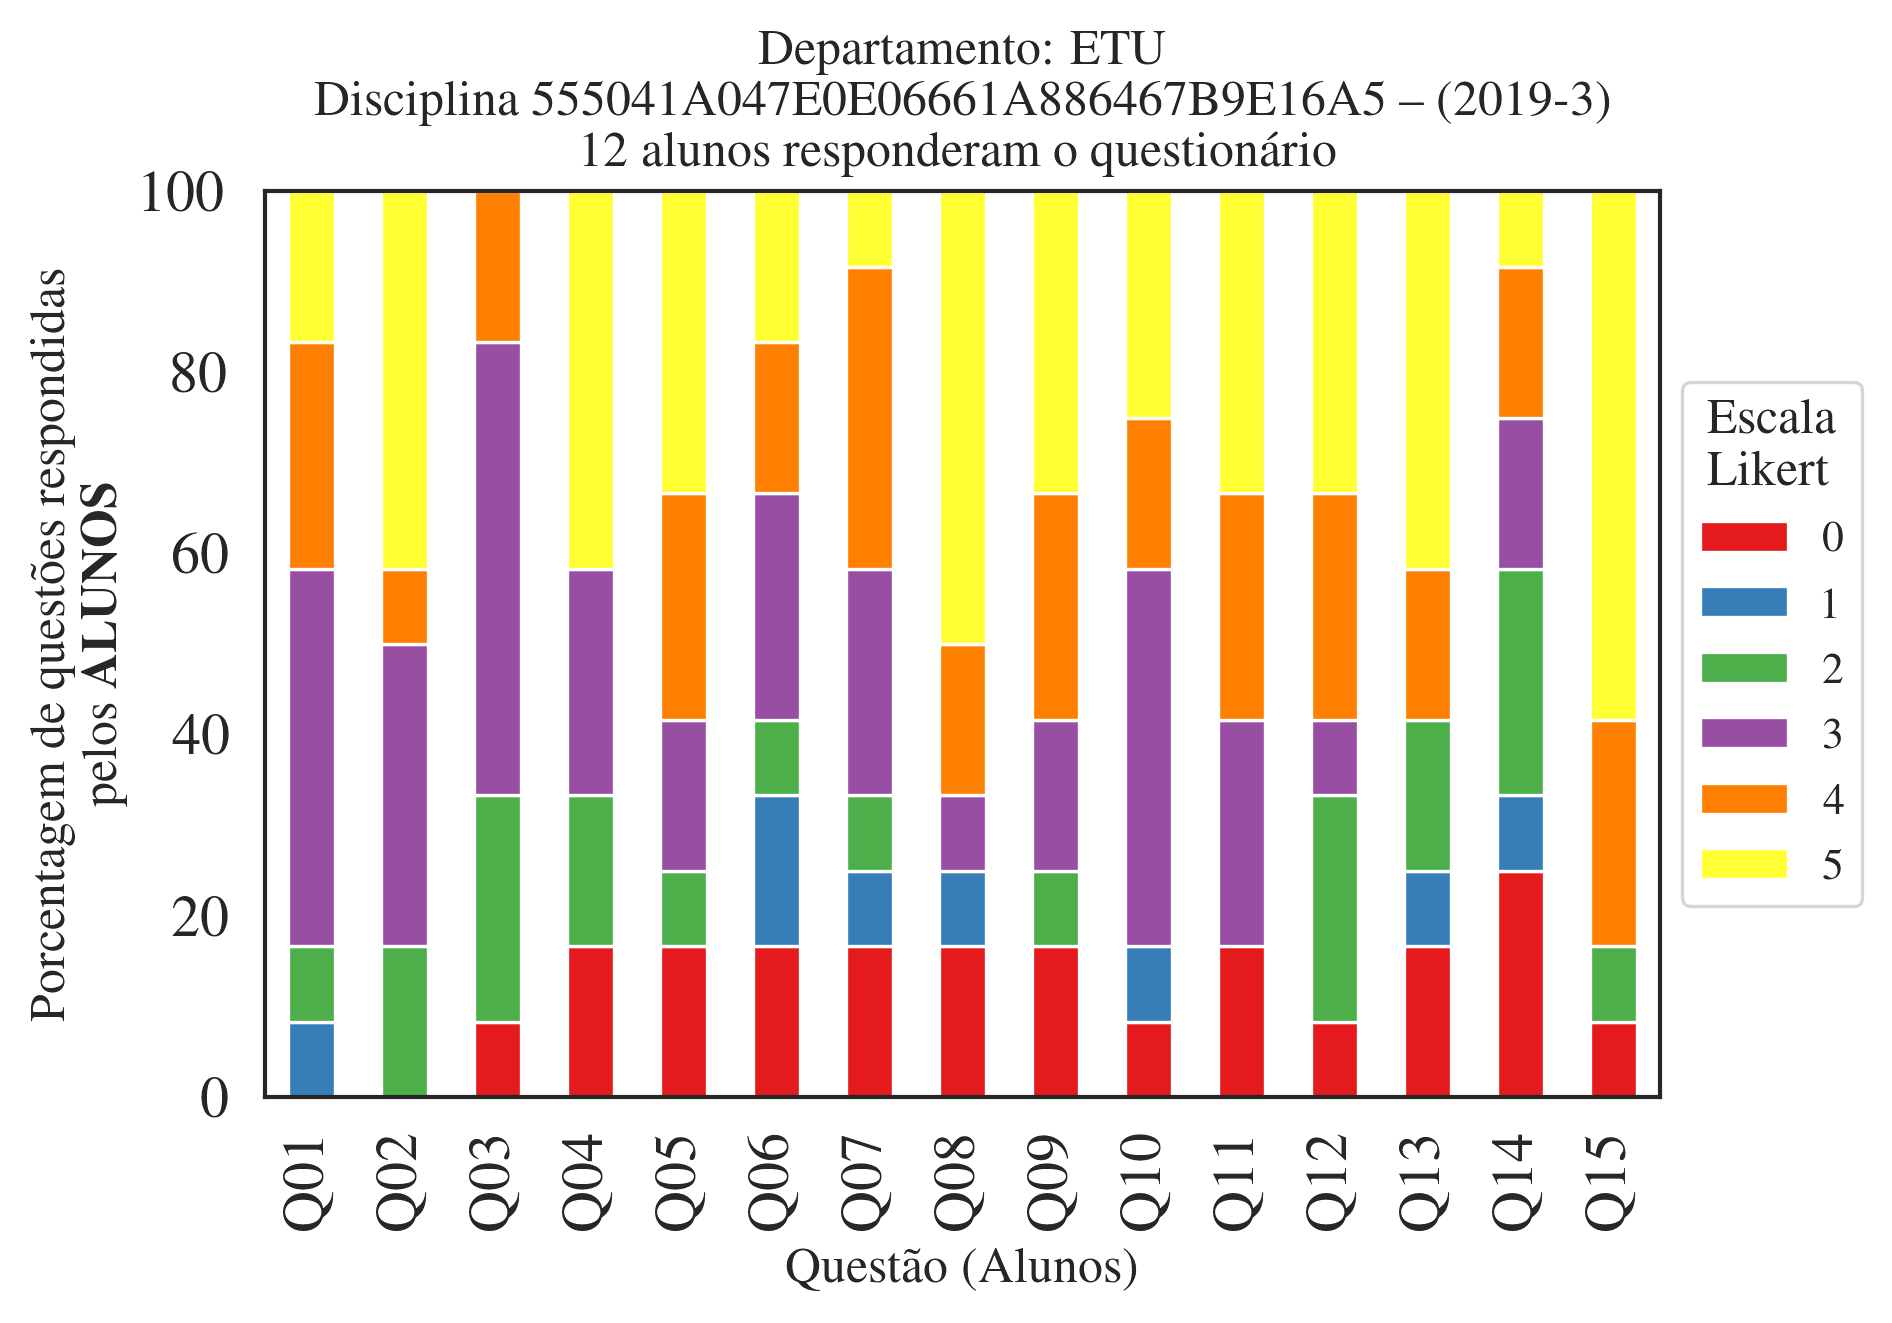 Departamento: ETU
Disciplina 555041A047E0E06661A886467B9E16A5 – (2019-3)
12 alunos responderam o questionário
Porcentagem de questões respondidas
pelos ALUNOS
100
80
60
40
20
0
Q01
Q02
Q03
Q04
Q05
Q06
Q07
Q08
Q09
Q10
Q11
Q12
Q13
Q14
Q15
Questão (Alunos)
Escala
Likert
0
1
2
3
4
5